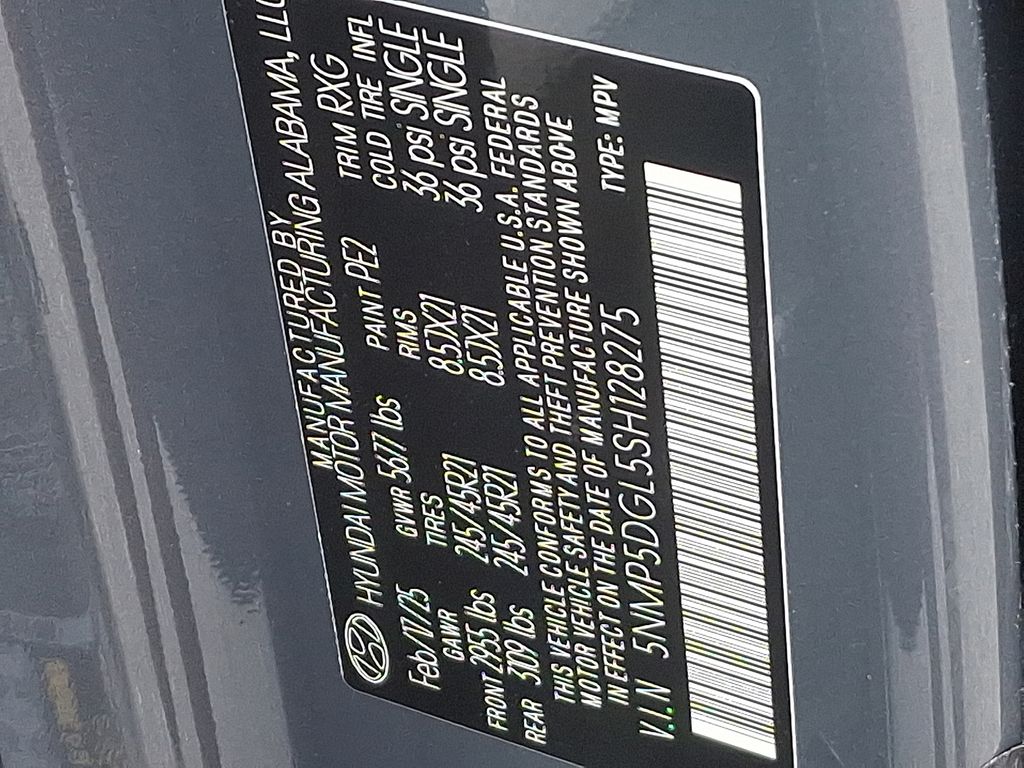 MANUFACTURED BY
HYUNDAI MOTOR MANUFACTURING ALABAMA, LLC
Feb/17/25 GVWR 5677 lbs PAINT PE2 TRIM RXG
GAWR TIRES RIMS COLD TIRE INFL
FRONT 2955 lbs 245/45R21 8.5JX21 36 psi SINGLE
REAR 3109 lbs 245/45R21 8.5JX21 36 psi SINGLE
THIS VEHICLE CONFORMS TO ALL APPLICABLE U.S.A. FEDERAL
MOTOR VEHICLE SAFETY AND THEFT PREVENTION STANDARDS
IN EFFECT ON THE DATE OF MANUFACTURE SHOWN ABOVE
V.I.N 5NMP5DGL5SH128275 TYPE: MPV